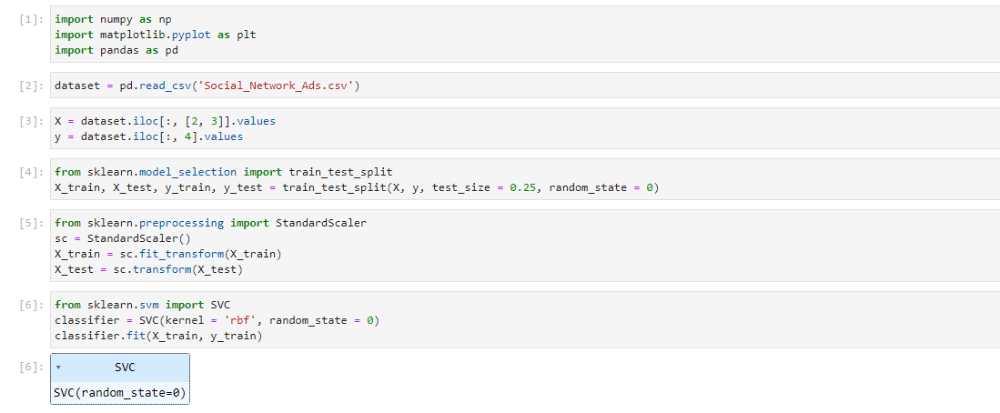 [1]: import numpy as np
import matplotlib.pyplot as plt
import pandas as pd
[2]: dataset = pd.read_csv('Social_Network_Ads.csv')
[3]: X = dataset.iloc[:, [2, 3]].values
y = dataset.iloc[:, 4].values
[4]: from sklearn.model_selection import train_test_split
X_train, X_test, y_train, y_test = train_test_split(X, y, test_size = 0.25, random_state = 0)
[5]: from sklearn.preprocessing import StandardScaler
sc = StandardScaler()
X_train = sc.fit_transform(X_train)
X_test = sc.transform(X_test)
[6]: from sklearn.svm import SVC
classifier = SVC(kernel = 'rbf', random_state = 0)
classifier.fit(X_train, y_train)
[6]: SVC
SVC(random_state=0)